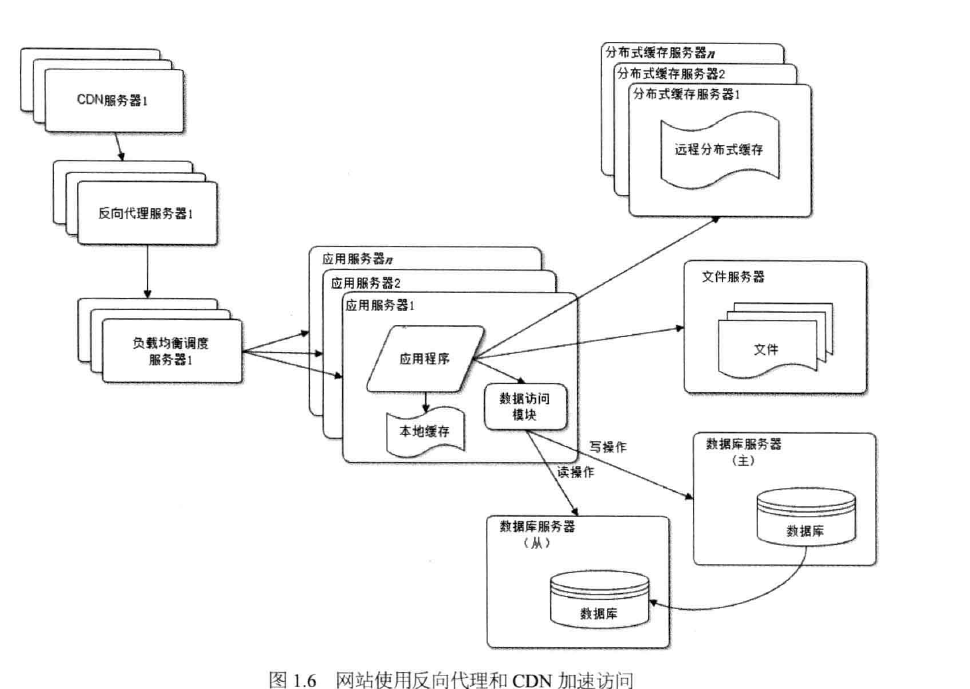 CDN服务器1
反向代理服务器1
负载均衡调度
服务器1
应用服务器n
应用服务器2
应用服务器1
应用程序
本地缓存
数据访问
模块
分布式缓存服务器n
分布式缓存服务器2
分布式缓存服务器1
远程分布式缓存
文件服务器
文件
写操作
读操作
数据库服务器
（主）
数据库
数据库服务器
（从）
数据库
图 1.6 网站使用反向代理和 CDN 加速访问